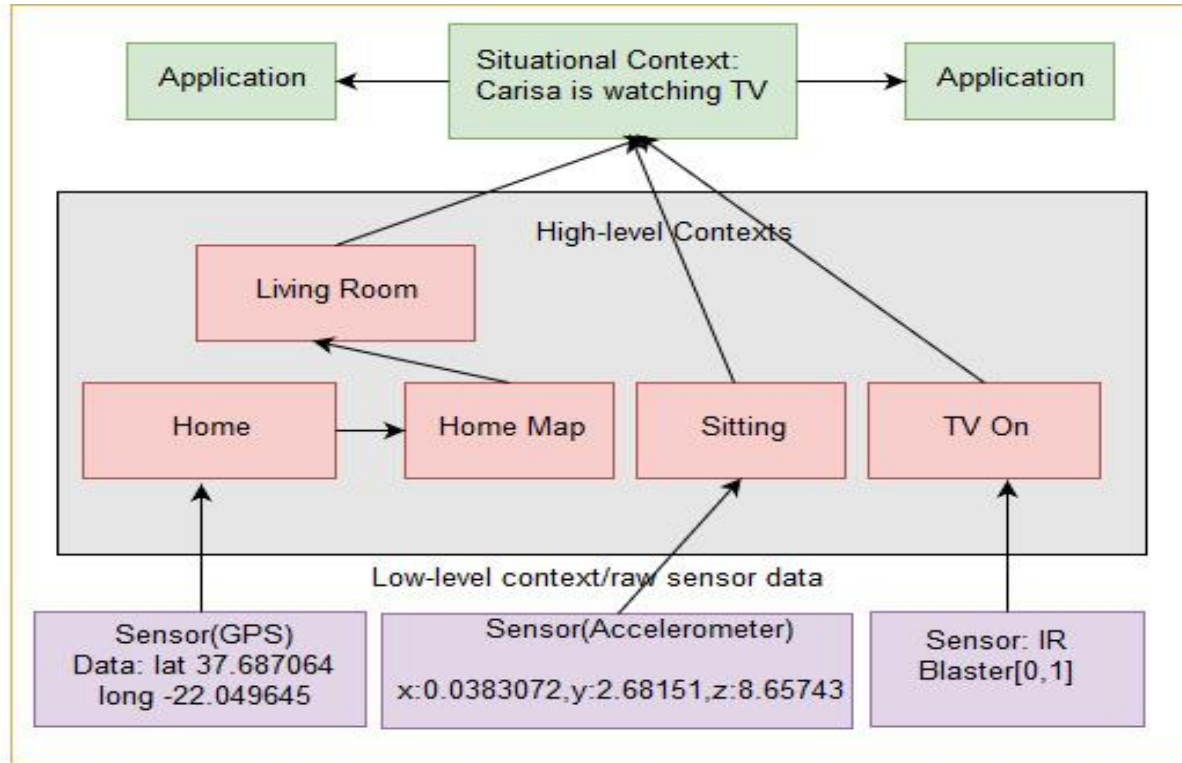 Application
Situational Context:
Carisa is watching TV
Application
High-level Contexts
Living Room
Home
Home Map
Sitting
TV On
Low-level context/raw sensor data
Sensor(GPS)
Data: lat 37.687064
long -22.049645
Sensor(Accelerometer)
x:0.0383072,y:2.68151,z:8.65743
Sensor: IR
Blaster[0,1]